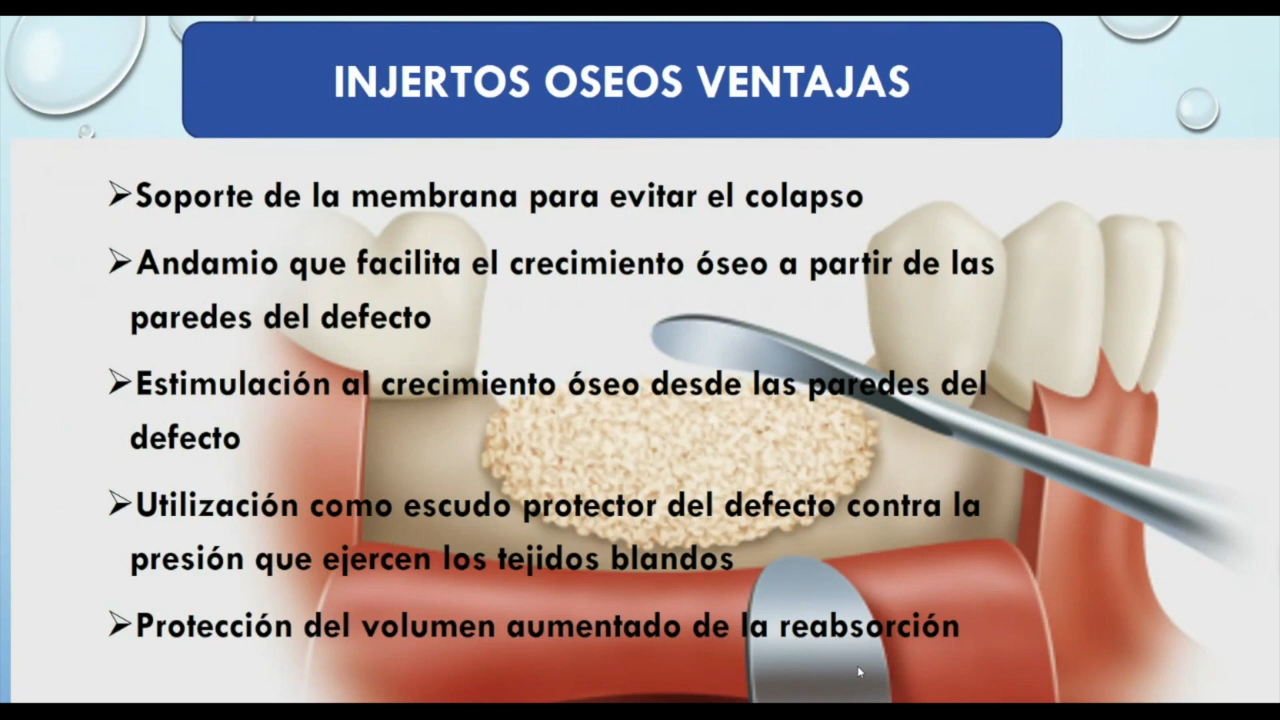 INJERTOS OSEOS VENTAJAS
➢Soporte de la membrana para evitar el colapso
➢Andamio que facilita el crecimiento óseo a partir de las
paredes del defecto
➢Estimulación al crecimiento óseo desde las paredes del
defecto
➢Utilización como escudo protector del defecto contra la
presión que ejercen los tejidos blandos
➢Protección del volumen aumentado de la reabsorción